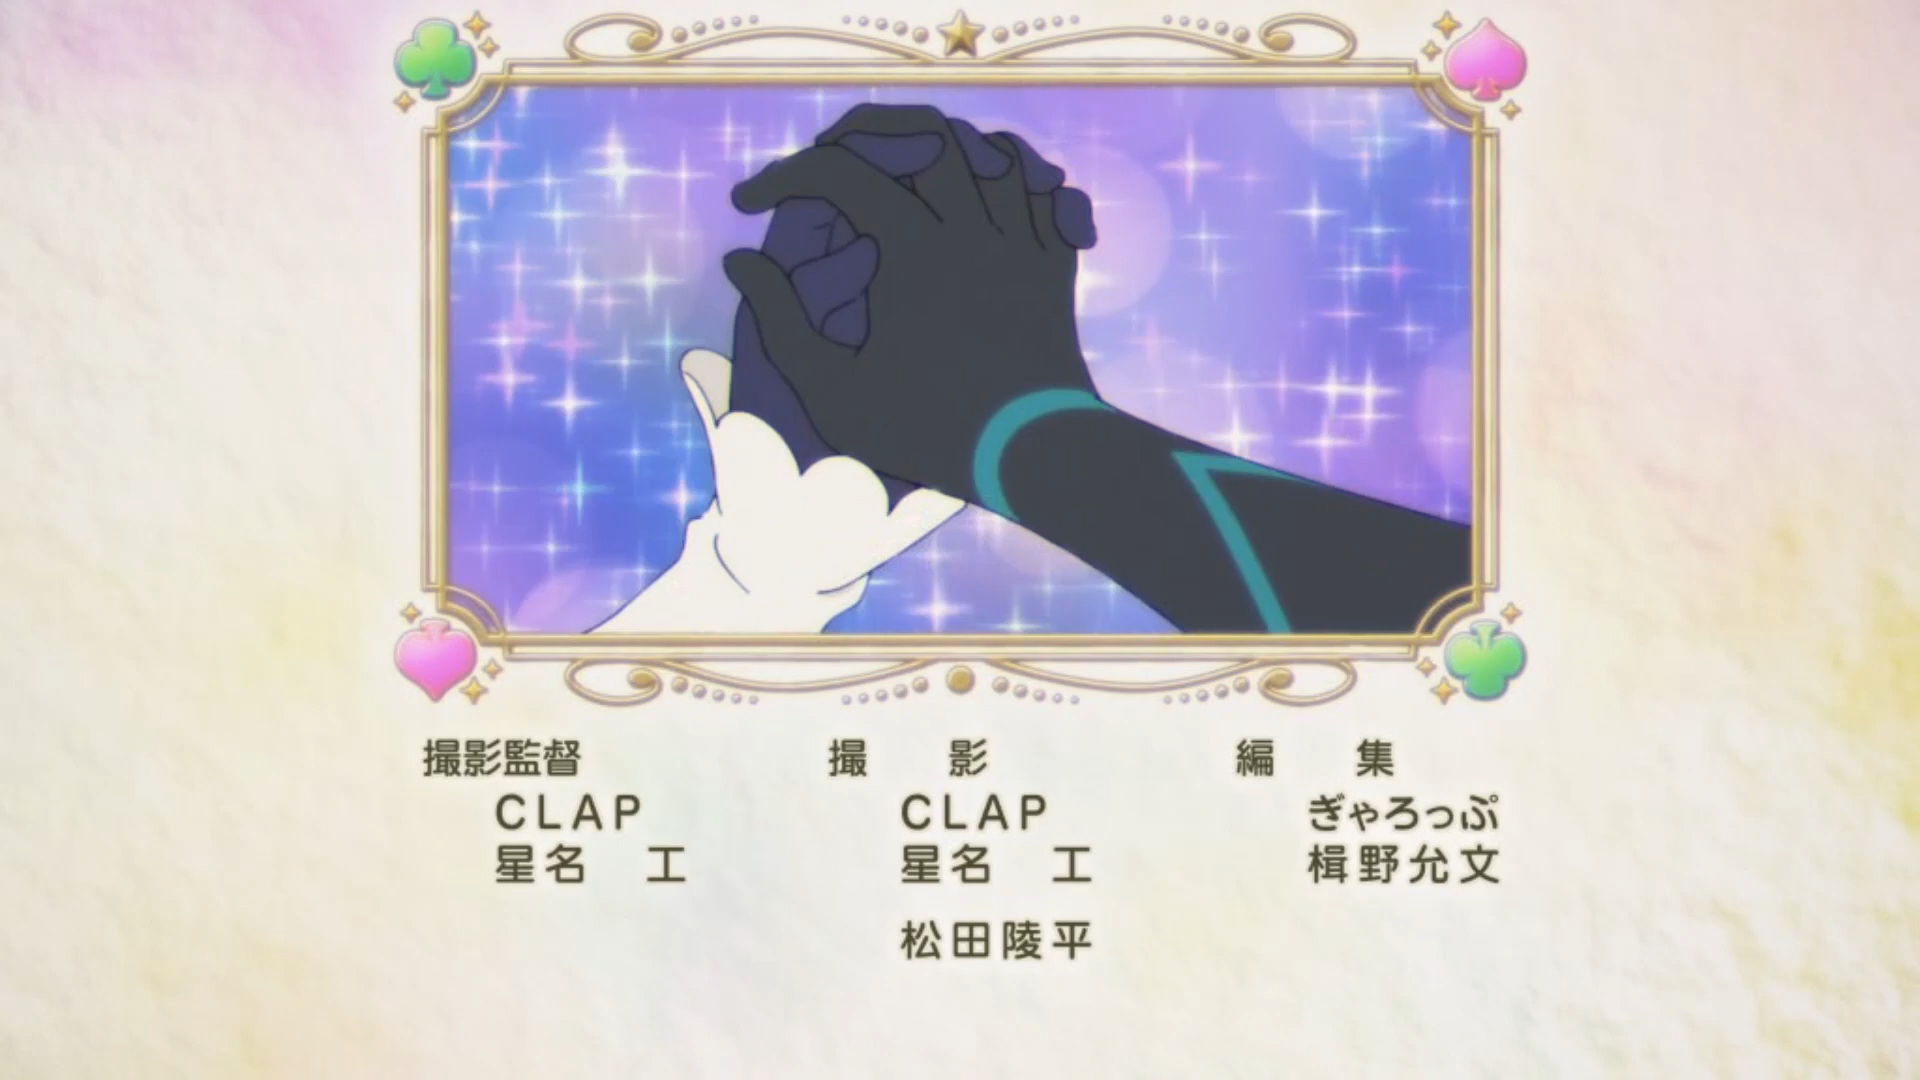 撮影監督
CLAP
星名 工
撮 影
CLAP
星名 工
松田陵平
編 集
ぎゃろっぷ
楫野允文